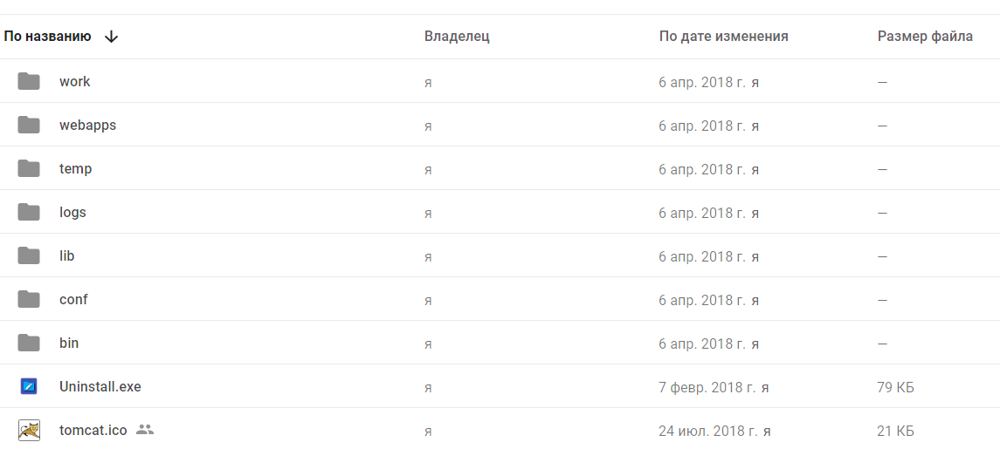 По названию Владелец По дате изменения Размер файла
work я 6 апр. 2018 г. я —
webapps я 6 апр. 2018 г. я —
temp я 6 апр. 2018 г. я —
logs я 6 апр. 2018 г. я —
lib я 6 апр. 2018 г. я —
conf я 6 апр. 2018 г. я —
bin я 6 апр. 2018 г. я —
Uninstall.exe я 7 февр. 2018 г. я 79 КБ
tomcat.ico я 24 июл. 2018 г. я 21 КБ